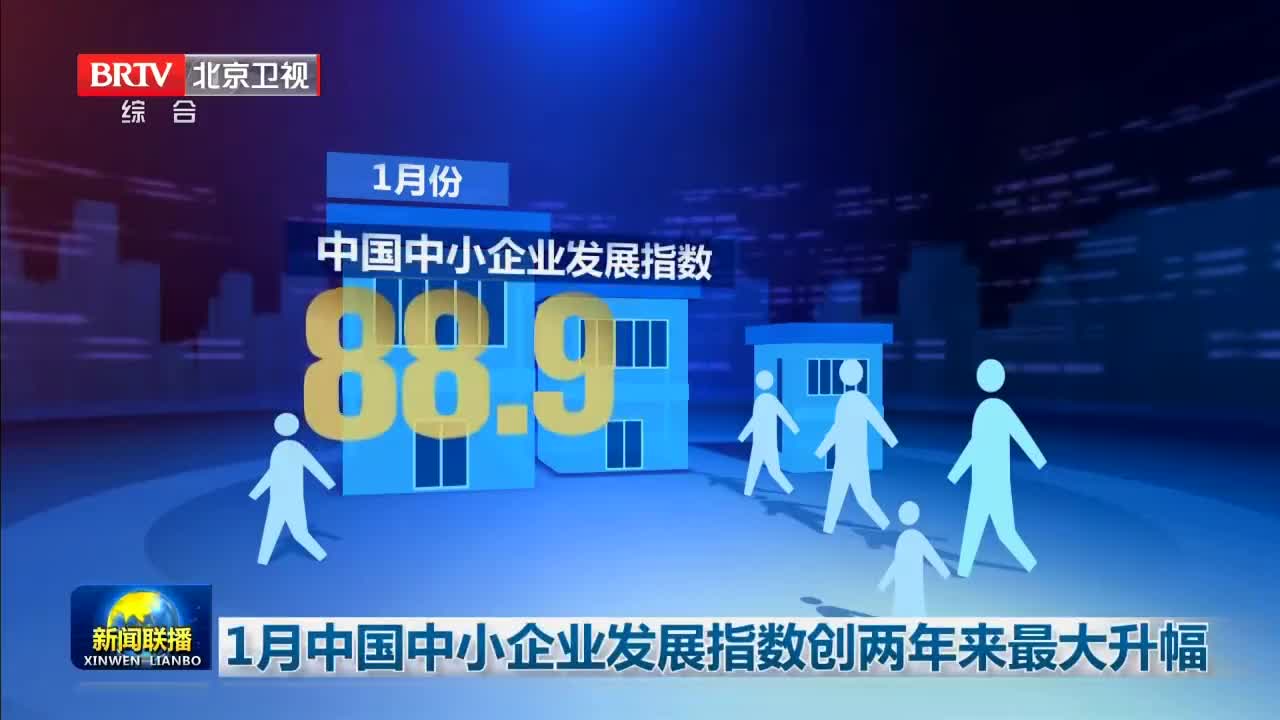 BRTV 北京卫视
综合
1月份
中国中小企业发展指数
88.9
新闻联播
XINWEN LIANBO
1月中国中小企业发展指数创两年来最大升幅